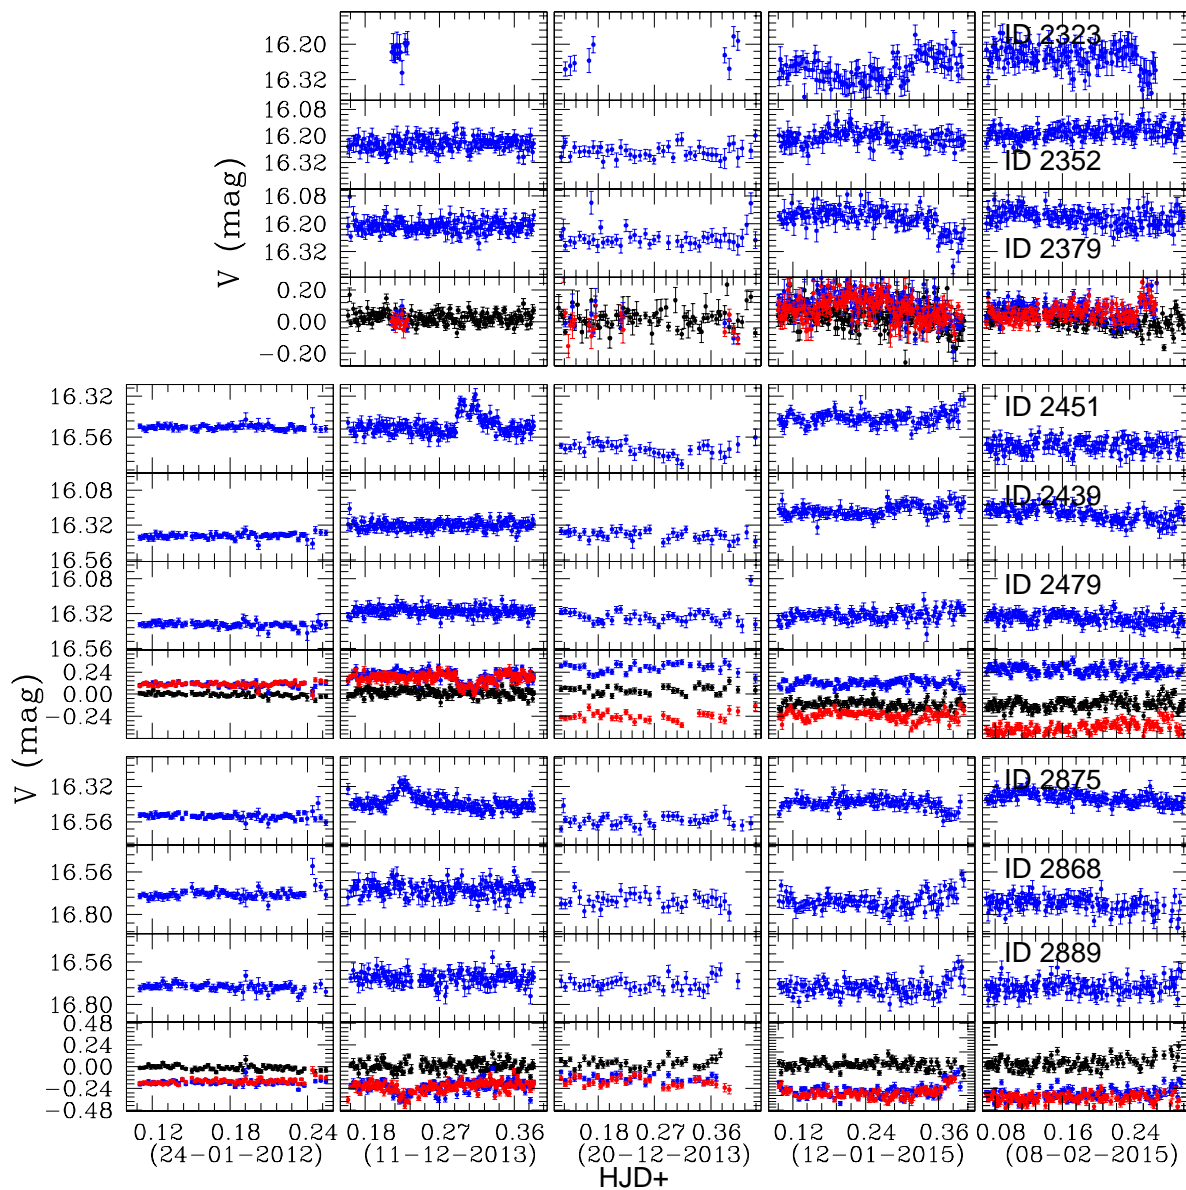 ID 2323
16.20
16.32
16.08
16.20
16.32
ID 2352
16.08
16.20
16.32
ID 2379
0.20
0.00
−0.20
V (mag)
16.32
16.56
ID 2451
16.08
16.32
16.56
ID 2439
16.08
16.32
16.56
ID 2479
0.24
0.00
−0.24
V (mag)
16.32
16.56
ID 2875
16.56
16.80
ID 2868
16.56
16.80
ID 2889
0.48
0.24
0.00
−0.24
−0.48
0.12 0.18 0.24 0.18 0.27 0.36 0.18 0.27 0.36 0.12 0.24 0.36 0.08 0.16 0.24
(24-01-2012) (11-12-2013) (20-12-2013) (12-01-2015) (08-02-2015)
HJD+